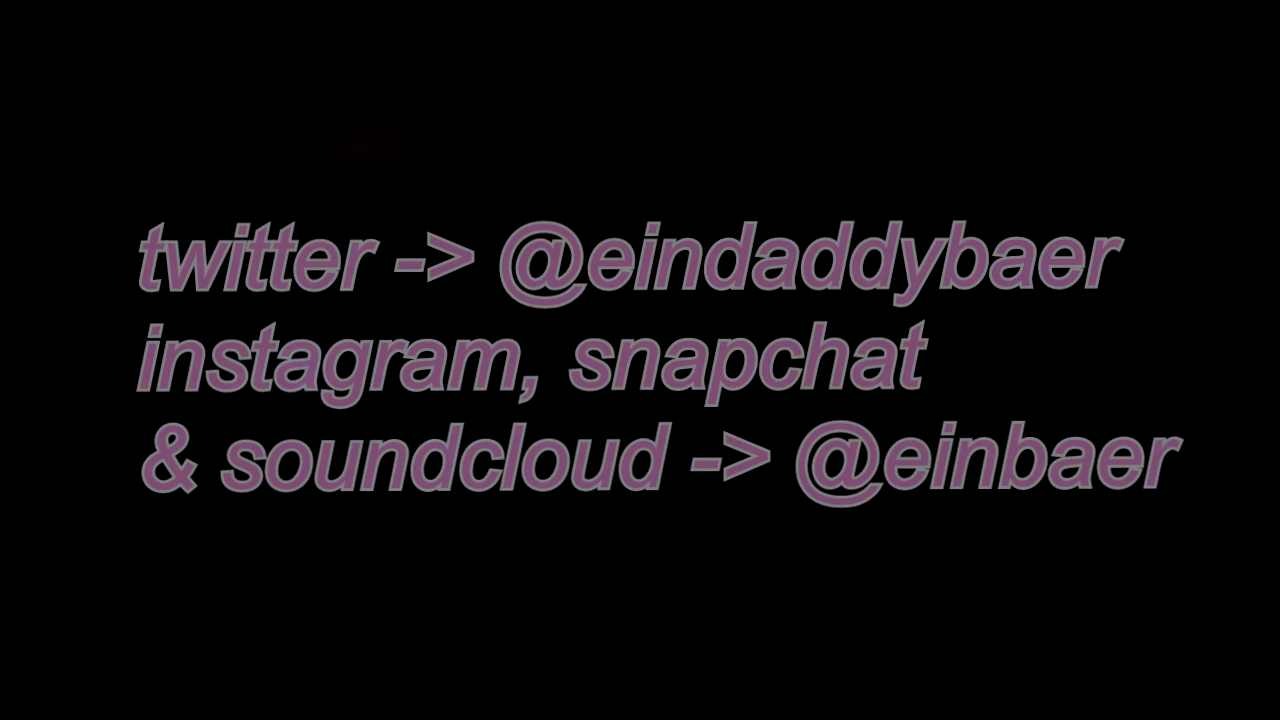 twitter -> @eindaddybaer
instagram, snapchat
& soundcloud -> @einbaer